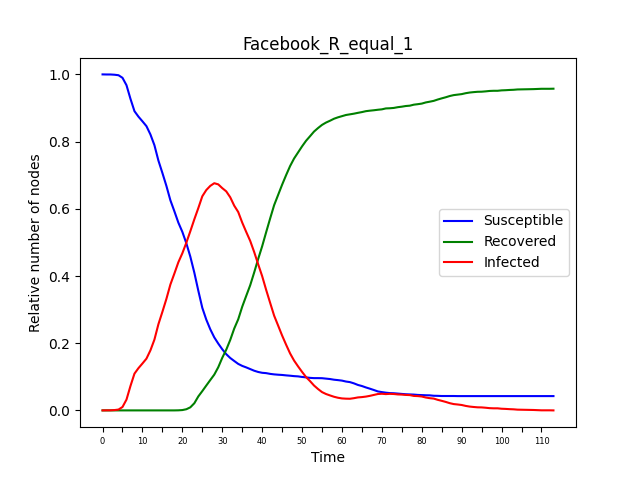 Facebook_R_equal_1
Relative number of nodes
1.0
0.8
0.6
0.4
0.2
0.0
Susceptible
Recovered
Infected
0 10 20 30 40 50 60 70 80 90 100 110
Time